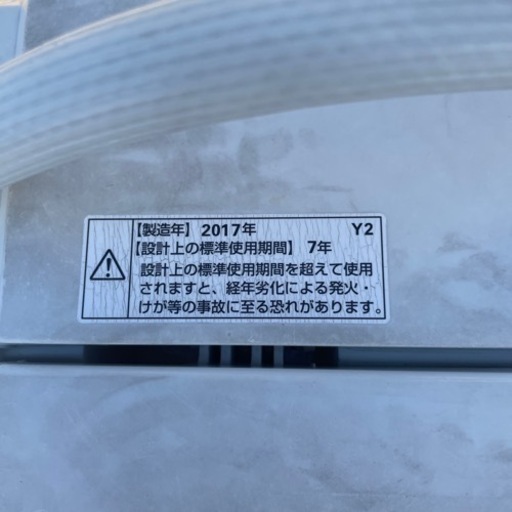 【製造年】2017年 Y2
【設計上の標準使用期間】7年
設計上の標準使用期間を超えて使用
されますと、経年劣化による発火・
けが等の事故に至る恐れがあります。